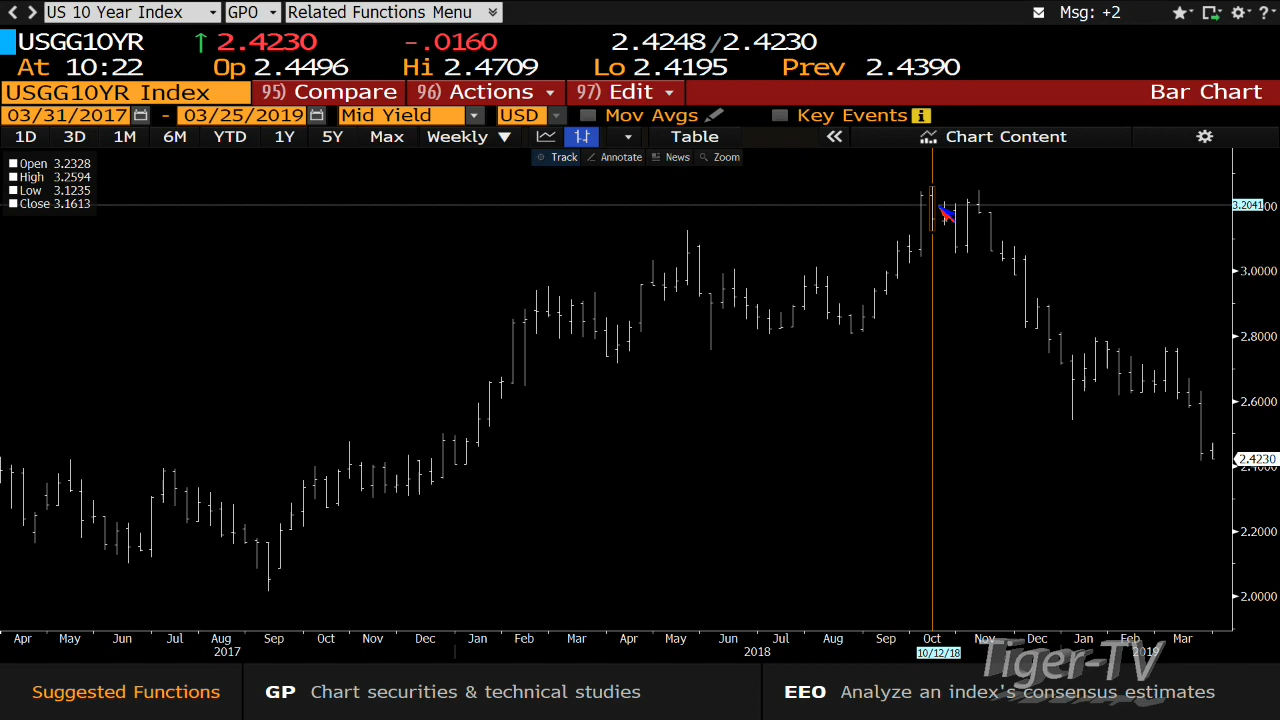 US 10 Year Index GPO Related Functions Menu Msg: +2
USGG10YR ↑ 2.4230 -.0160 2.4248/2.4230
At 10:22 Op 2.4496 Hi 2.4709 Lo 2.4195 Prev 2.4390
USGG10YR Index 95) Compare 96) Actions 97) Edit Bar Chart
03/31/2017 - 03/25/2019 Mid Yield USD Mov Avgs Key Events
1D 3D 1M 6M YTD 1Y 5Y Max Weekly ▼ Table « Chart Content
Track Annotate News Zoom
Open 3.2328
High 3.2594
Low 3.1235
Close 3.1613
3.2041
3.0000
2.8000
2.6000
2.4230
2.2000
2.0000
Apr May Jun Jul Aug Sep Oct Nov Dec Jan Feb Mar Apr May Jun Jul Aug Sep Oct Nov Dec Jan Feb Mar
2017 2018 10/12/18 2019
Tiger-TV
Suggested Functions GP Chart securities & technical studies EEO Analyze an index's consensus estimates